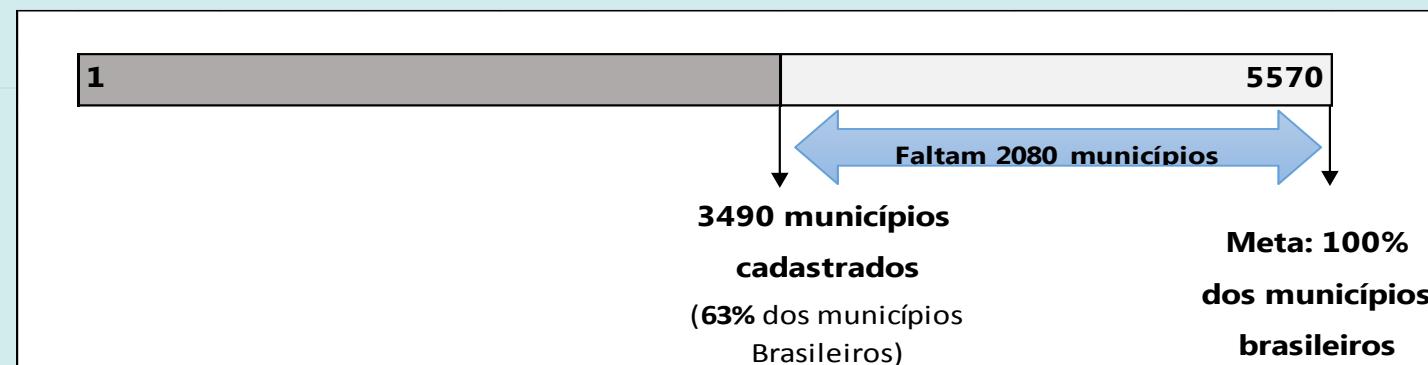 1
5570
Faltam 2080 municípios
3490 municípios
cadastrados
(63% dos municípios
Brasileiros)
Meta: 100%
dos municípios
brasileiros